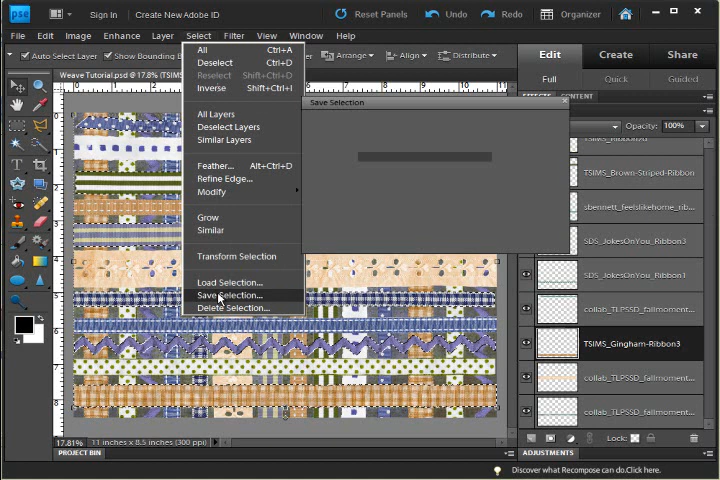 pse Sign In Create New Adobe ID Reset Panels Undo Redo Organizer
File Edit Image Enhance Layer Select Filter View Window Help
Auto Select Layer Show Bounding Arrange Align Distribute
Edit Create Share
Full Quick Guided
EFFECTS CONTENT
Weave Tutorial.psd @ 17.8% (TSIMS
All Ctrl+A
Deselect Ctrl+D
Reselect Shift+Ctrl+D
Inverse Shift+Ctrl+I
All Layers
Deselect Layers
Similar Layers
Feather... Alt+Ctrl+D
Refine Edge...
Modify
Grow
Similar
Transform Selection
Load Selection...
Save Selection...
Delete Selection...
Save Selection
Opacity: 100%
TSIMS_Brown-Striped-Ribbon
sbennett_feelslikehome_rib...
SDS_JokesOnYou_Ribbon3
SDS_JokesOnYou_Ribbon1
collab_TLPSSD_fallmoment...
TSIMS_Gingham-Ribbon3
collab_TLPSSD_fallmoment...
collab_TLPSSD_fallmoment...
Lock:
17.81% 11 inches x 8.5 inches (300 ppi)
PROJECT BIN
ADJUSTMENTS
Discover what Recompose can do.Click here.